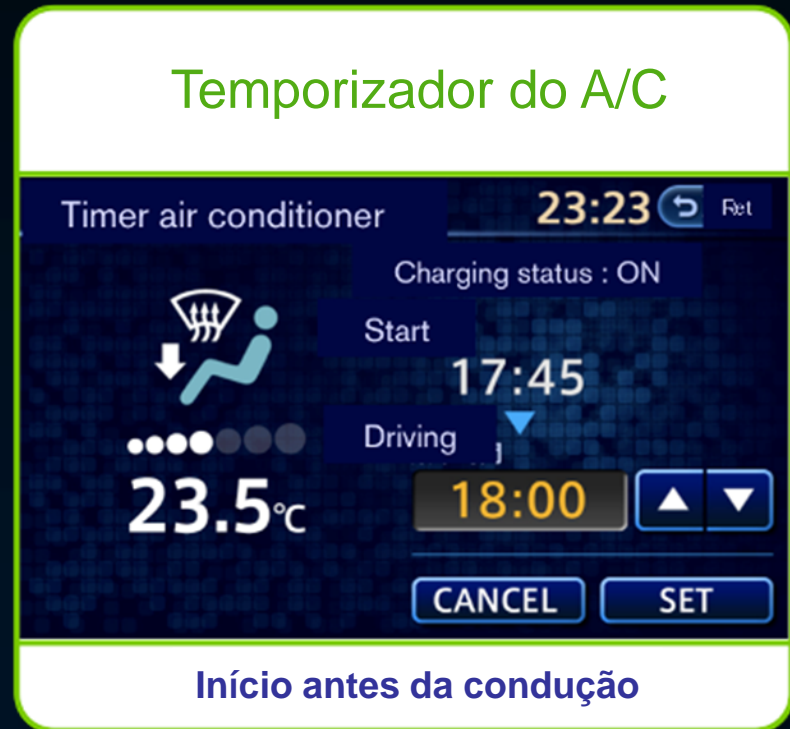 Temporizador do A/C
Timer air conditioner
23:23
Ret
Charging status : ON
Start
17:45
Driving
23.5°C
18:00
CANCEL
SET
Início antes da condução